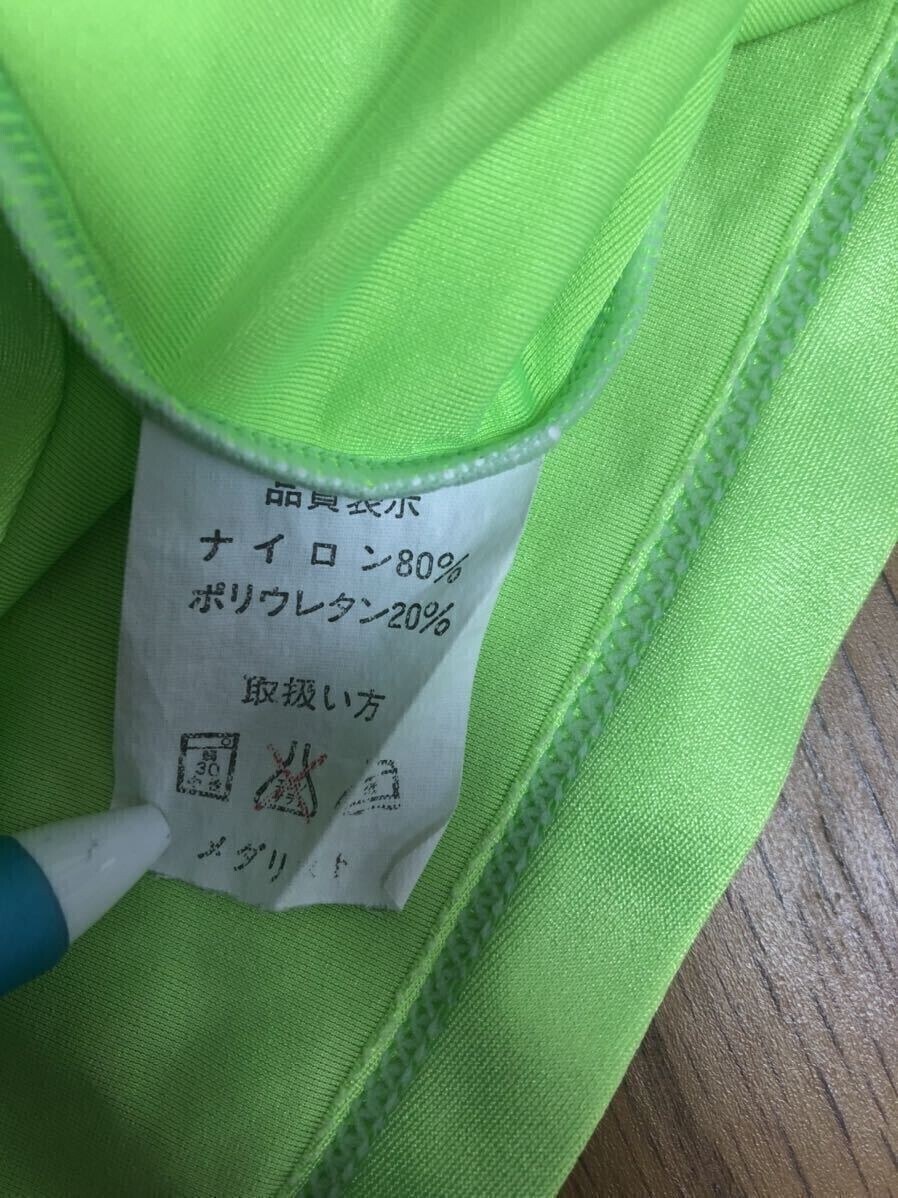 品質表示
ナイロン80%
ポリウレタン20%
取扱い方
30
メダリスト